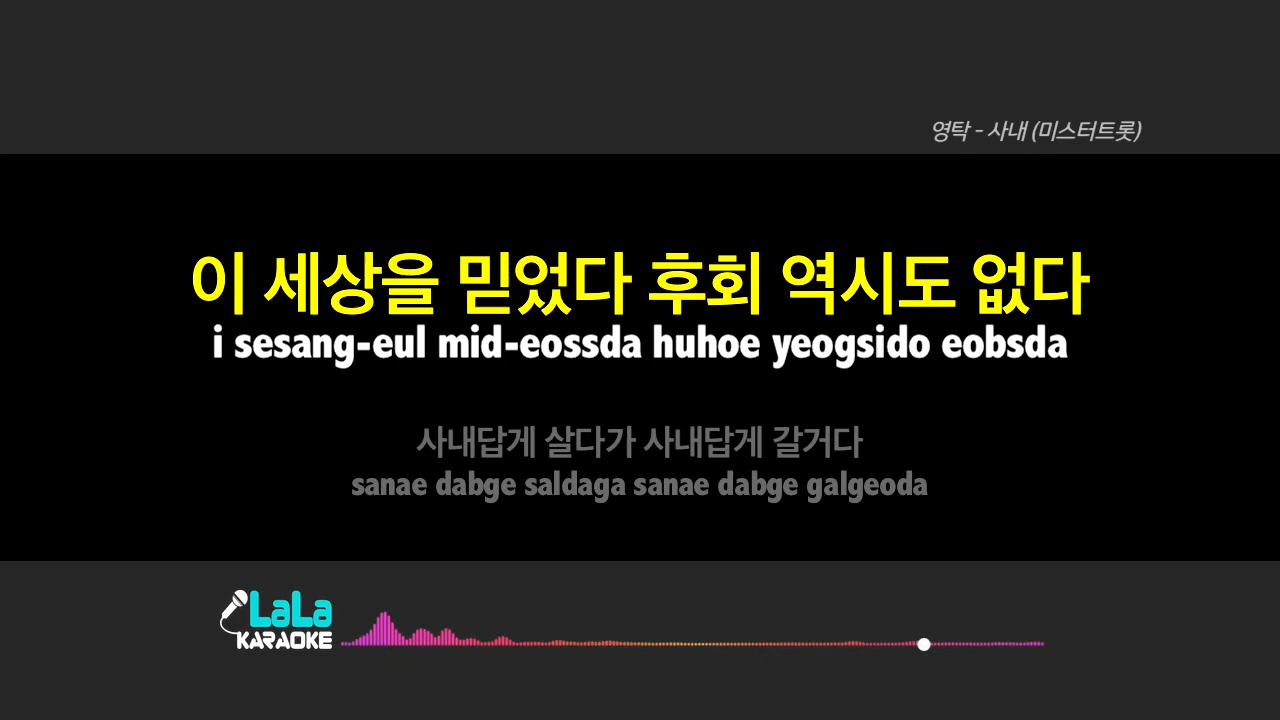 영탁 - 사내 (미스터트롯)
이 세상을 믿었다 후회 역시도 없다
i sesang-eul mid-eossda huhoe yeogsido eobsda
사내답게 살다가 사내답게 갈거다
sanae dabge saldaga sanae dabge galgeoda
LaLa
KARAOKE